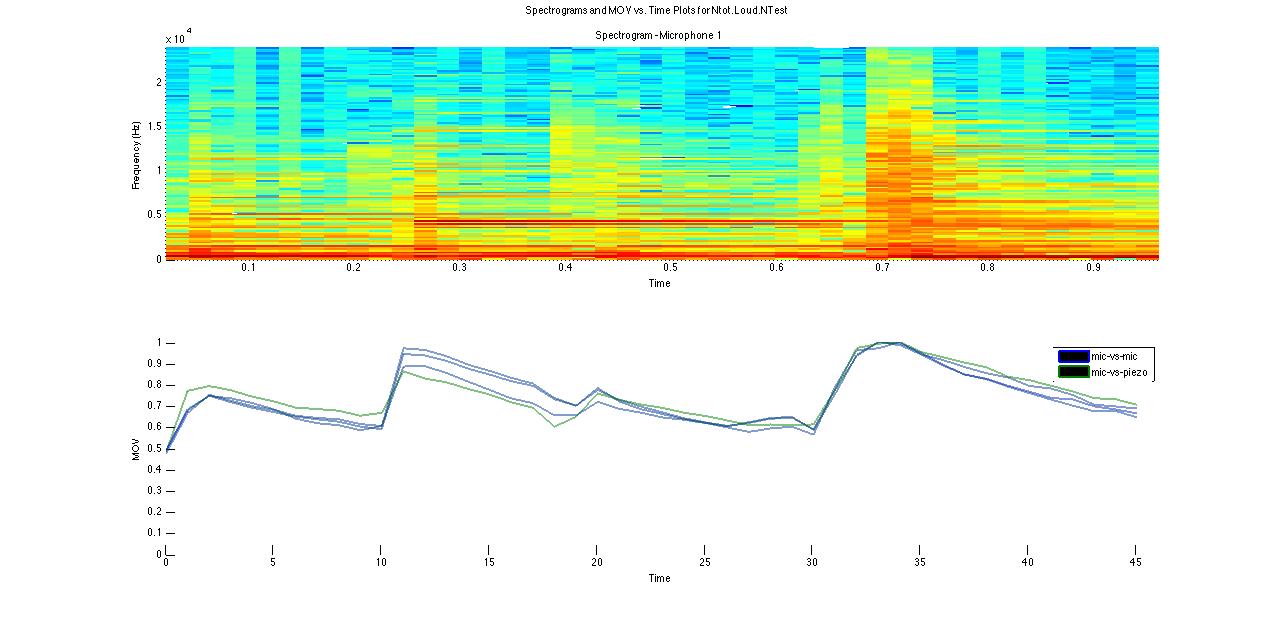 Spectrograms and MOV vs. Time Plots for Ntot.Loud.NTest
Spectrogram - Microphone 1
x 10^4
2
1.5
1
0.5
0
Frequency (Hz)
0.1 0.2 0.3 0.4 0.5 0.6 0.7 0.8 0.9
Time
1
0.9
0.8
0.7
0.6
0.5
0.4
0.3
0.2
0.1
0
MOV
mic-vs-mic
mic-vs-piezo
0 5 10 15 20 25 30 35 40 45
Time